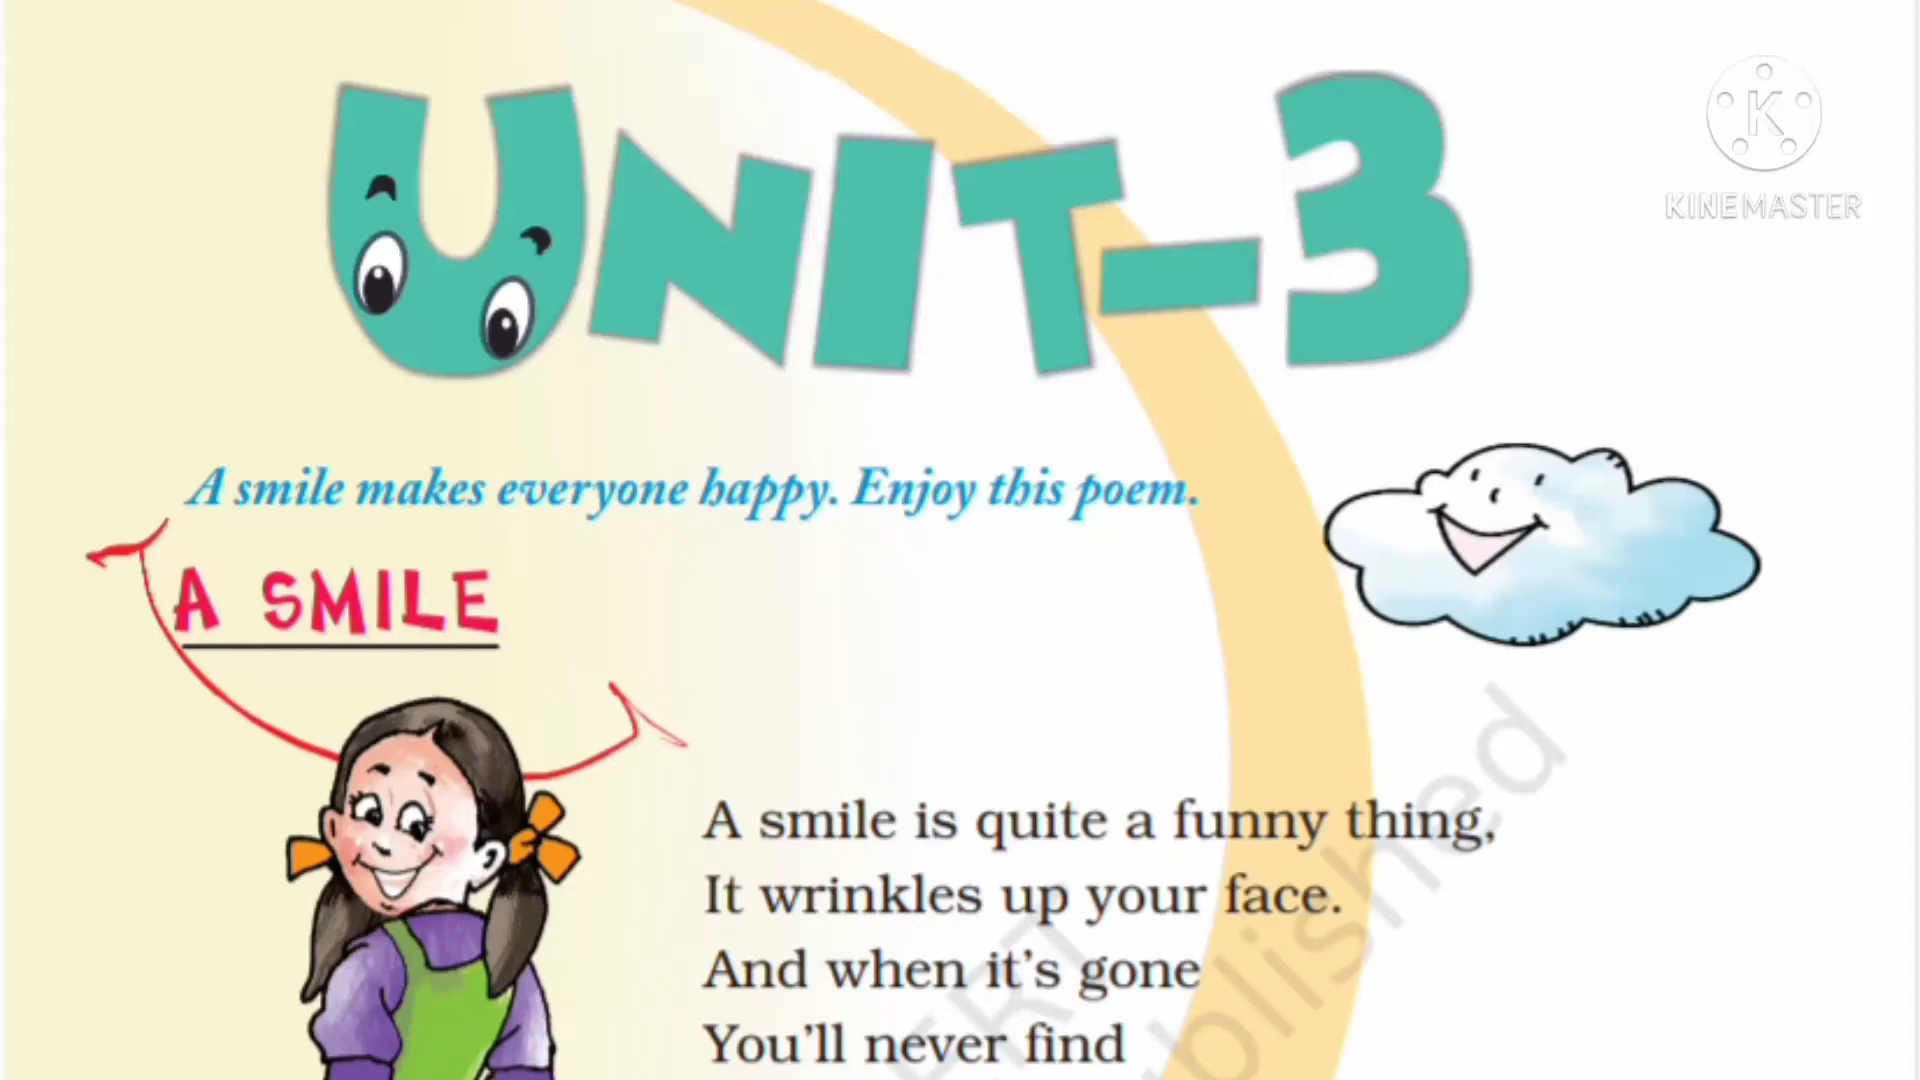 UNIT-3
KINEMASTER
A smile makes everyone happy. Enjoy this poem.
A SMILE
A smile is quite a funny thing,
It wrinkles up your face.
And when it's gone
You'll never find